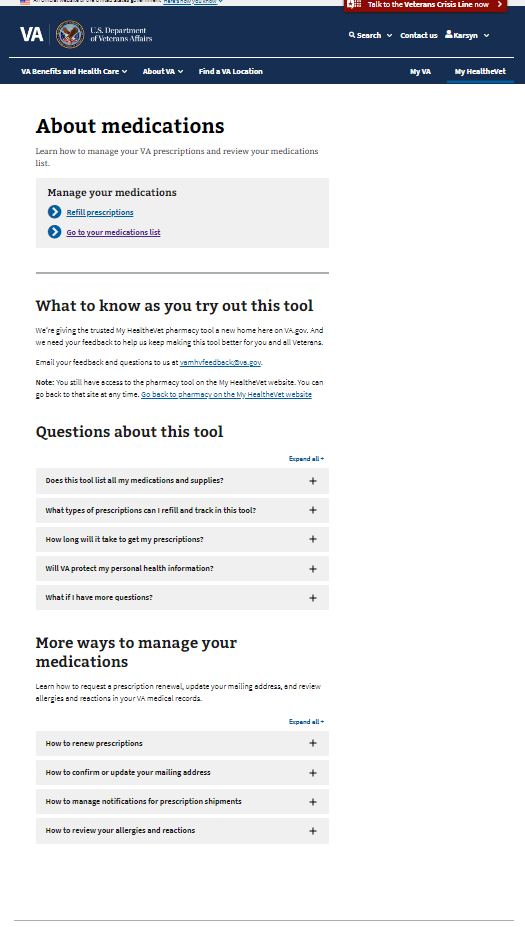 An official website of the United States government Here's how you know
Talk to the Veterans Crisis Line now
VA
U.S. Department
of Veterans Affairs
Search
Contact us
Karsyn
VA Benefits and Health Care
About VA
Find a VA Location
My VA
My HealtheVet
About medications
Learn how to manage your VA prescriptions and review your medications
list.
Manage your medications
Refill prescriptions
Go to your medications list
What to know as you try out this tool
We're giving the trusted My HealtheVet pharmacy tool a new home here on VA.gov. And
we need your feedback to help us keep making this tool better for you and all Veterans.
Email your feedback and questions to us at vamhvfeedback@va.gov.
Note: You still have access to the pharmacy tool on the My HealtheVet website. You can
go back to that site at any time. Go back to pharmacy on the My HealtheVet website
Questions about this tool
Expand all +
Does this tool list all my medications and supplies?
What types of prescriptions can I refill and track in this tool?
How long will it take to get my prescriptions?
Will VA protect my personal health information?
What if I have more questions?
More ways to manage your
medications
Learn how to request a prescription renewal, update your mailing address, and review
allergies and reactions in your VA medical records.
Expand all +
How to renew prescriptions
How to confirm or update your mailing address
How to manage notifications for prescription shipments
How to review your allergies and reactions